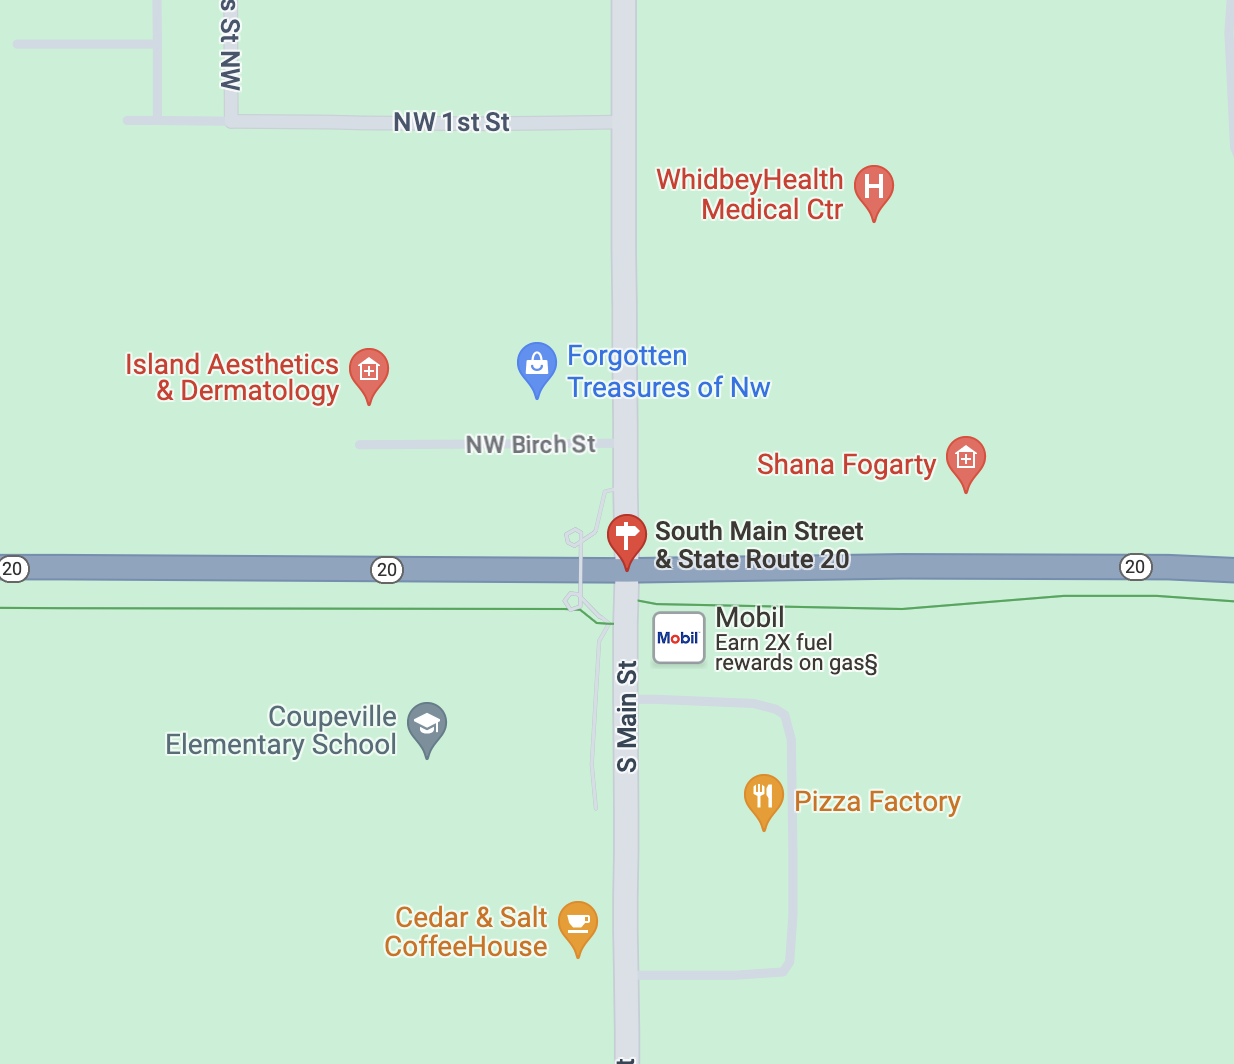 s St NW
NW 1st St
WhidbeyHealth
Medical Ctr
H
Island Aesthetics
& Dermatology
Forgotten
Treasures of Nw
NW Birch St
Shana Fogarty
South Main Street
& State Route 20
20
20
20
Mobil
Mobil
Earn 2X fuel
rewards on gas§
S Main St
Coupeville
Elementary School
Pizza Factory
Cedar & Salt
CoffeeHouse
t